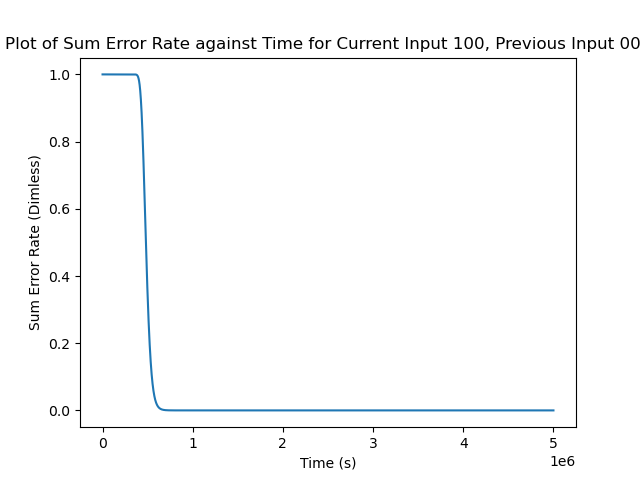 Plot of Sum Error Rate against Time for Current Input 100, Previous Input 00
1.0
0.8
0.6
0.4
0.2
0.0
Sum Error Rate (Dimless)
0 1 2 3 4 5
1e6
Time (s)